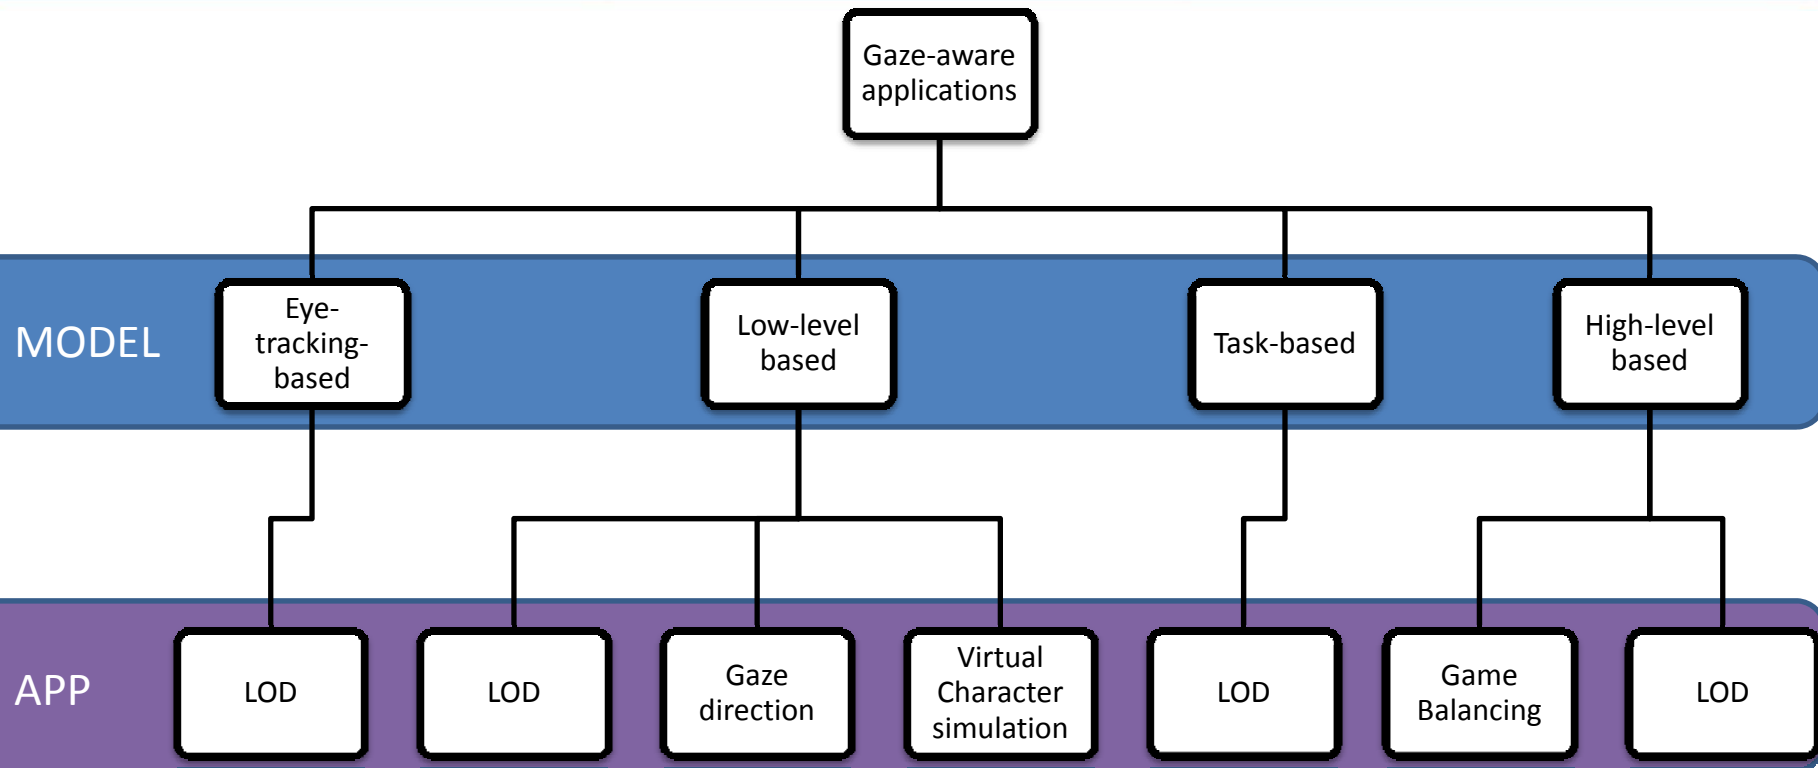 Gaze-aware
applications
MODEL
Eye-
tracking-
based
Low-level
based
Task-based
High-level
based
APP
LOD
LOD
Gaze
direction
Virtual
Character
simulation
LOD
Game
Balancing
LOD